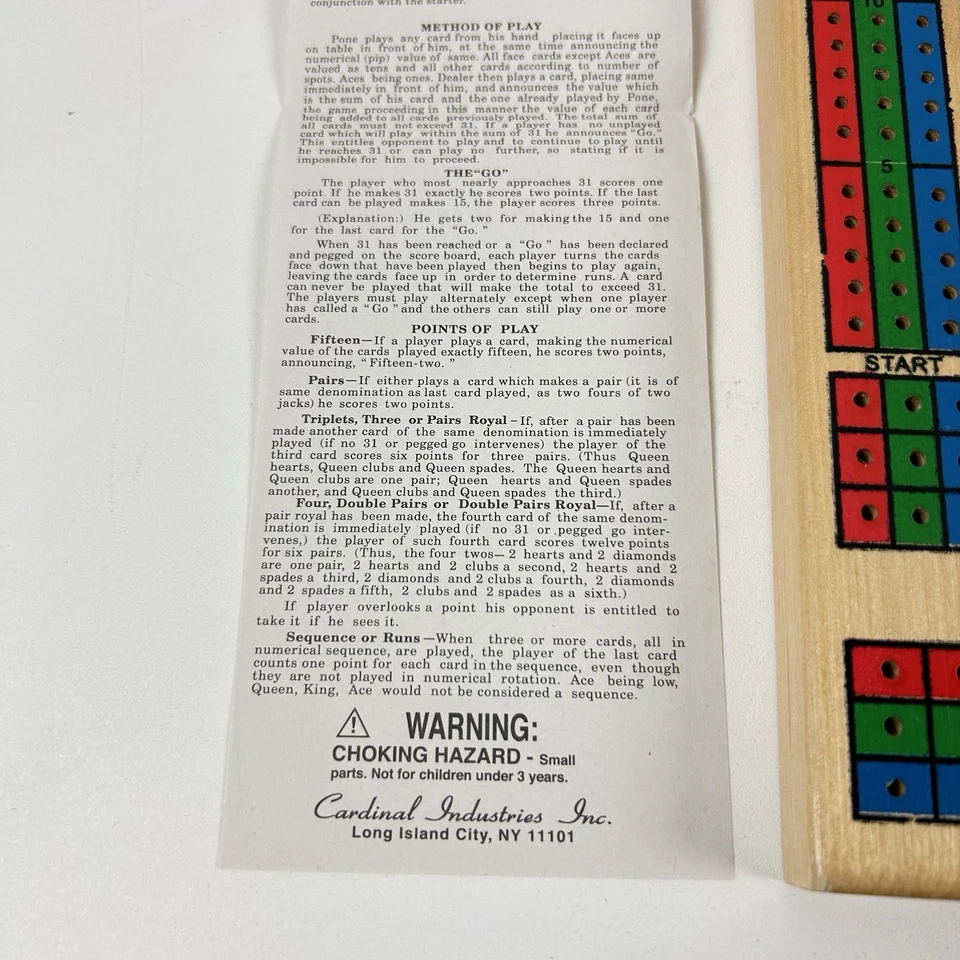 conjunction with the starter.
METHOD OF PLAY
Pone plays any card from his hand placing it faces up
on table in front of him, at the same time announcing the
numerical (pip) value of same. All face cards except Aces are
valued as tens and all other cards according to number of
spots. Aces being ones. Dealer then plays a card, placing same
immediately in front of him, and announces the value which
is the sum of his card and the one already played by Pone,
the game proceeding in this manner the value of each card
being added to all cards previously played. The total sum of
all cards must not exceed 31. If a player has no unplayed
card which will play within the sum of 31 he announces "Go."
This entitles opponent to play and to continue to play until
he reaches 31 or can play no further, so stating if it is
impossible for him to proceed.
THE"GO"
The player who most nearly approaches 31 scores one
point. If he makes 31 exactly he scores two points. If the last
card can be played makes 15, the player scores three points.
(Explanation:) He gets two for making the 15 and one
for the last card for the "Go. "
When 31 has been reached or a "Go " has been declared
and pegged on the score board, each player turns the cards
face down that have been played then begins to play again,
leaving the cards face up in order to determine runs. A card
can never be played that will make the total to exceed 31.
The players must play alternately except when one player
has called a " Go " and the others can still play one or more
cards.
POINTS OF PLAY
Fifteen—If a player plays a card, making the numerical
value of the cards played exactly fifteen, he scores two points,
announcing, " Fifteen-two. "
Pairs—If either plays a card which makes a pair (it is of
same denomination as last card played, as two fours of two
jacks) he scores two points.
Triplets, Three or Pairs Royal – If, after a pair has been
made another card of the same denomination is immediately
played (if no 31 or pegged go intervenes) the player of the
third card scores six points for three pairs. (Thus Queen
hearts, Queen clubs and Queen spades. The Queen hearts and
Queen clubs are one pair; Queen hearts and Queen spades
another, and Queen clubs and Queen spades the third.)
Four, Double Pairs or Double Pairs Royal—If, after a
pair royal has been made, the fourth card of the same denom-
ination is immediately played (if no 31 or pegged go inter-
venes,) the player of such fourth card scores twelve points
for six pairs. (Thus, the four twos— 2 hearts and 2 diamonds
are one pair, 2 hearts and 2 clubs a second, 2 hearts and 2
spades a third, 2 diamonds and 2 clubs a fourth, 2 diamonds
and 2 spades a fifth, 2 clubs and 2 spades as a sixth.)
If player overlooks a point his opponent is entitled to
take it if he sees it.
Sequence or Runs —When three or more cards, all in
numerical sequence, are played, the player of the last card
counts one point for each card in the sequence, even though
they are not played in numerical rotation. Ace being low,
Queen, King, Ace would not be considered a sequence.
WARNING:
CHOKING HAZARD - Small
parts. Not for children under 3 years.
Cardinal Industries Inc.
Long Island City, NY 11101
10
5
START